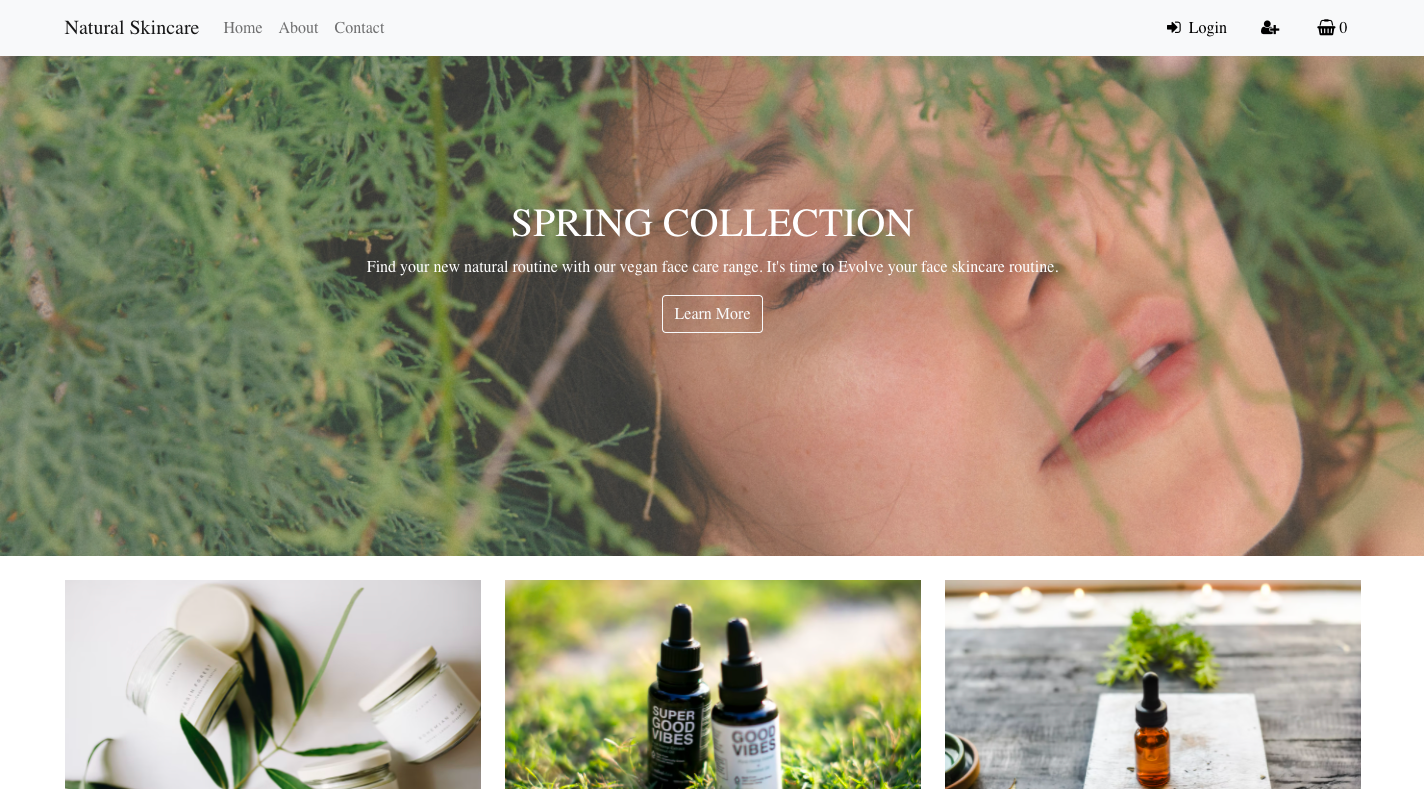 Natural Skincare Home About Contact Login 0
SPRING COLLECTION
Find your new natural routine with our vegan face care range. It's time to Evolve your face skincare routine.
Learn More
SUPER
GOOD
VIBES
GOOD
VIBES